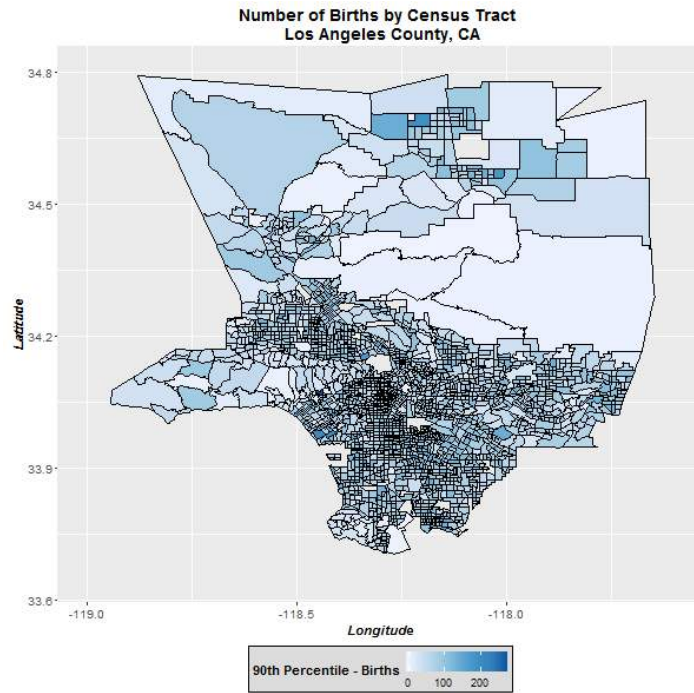 Number of Births by Census Tract
Los Angeles County, CA
34.8
34.5
34.2
33.9
33.6
Latitude
-119.0 -118.5 -118.0
Longitude
90th Percentile - Births
0 100 200